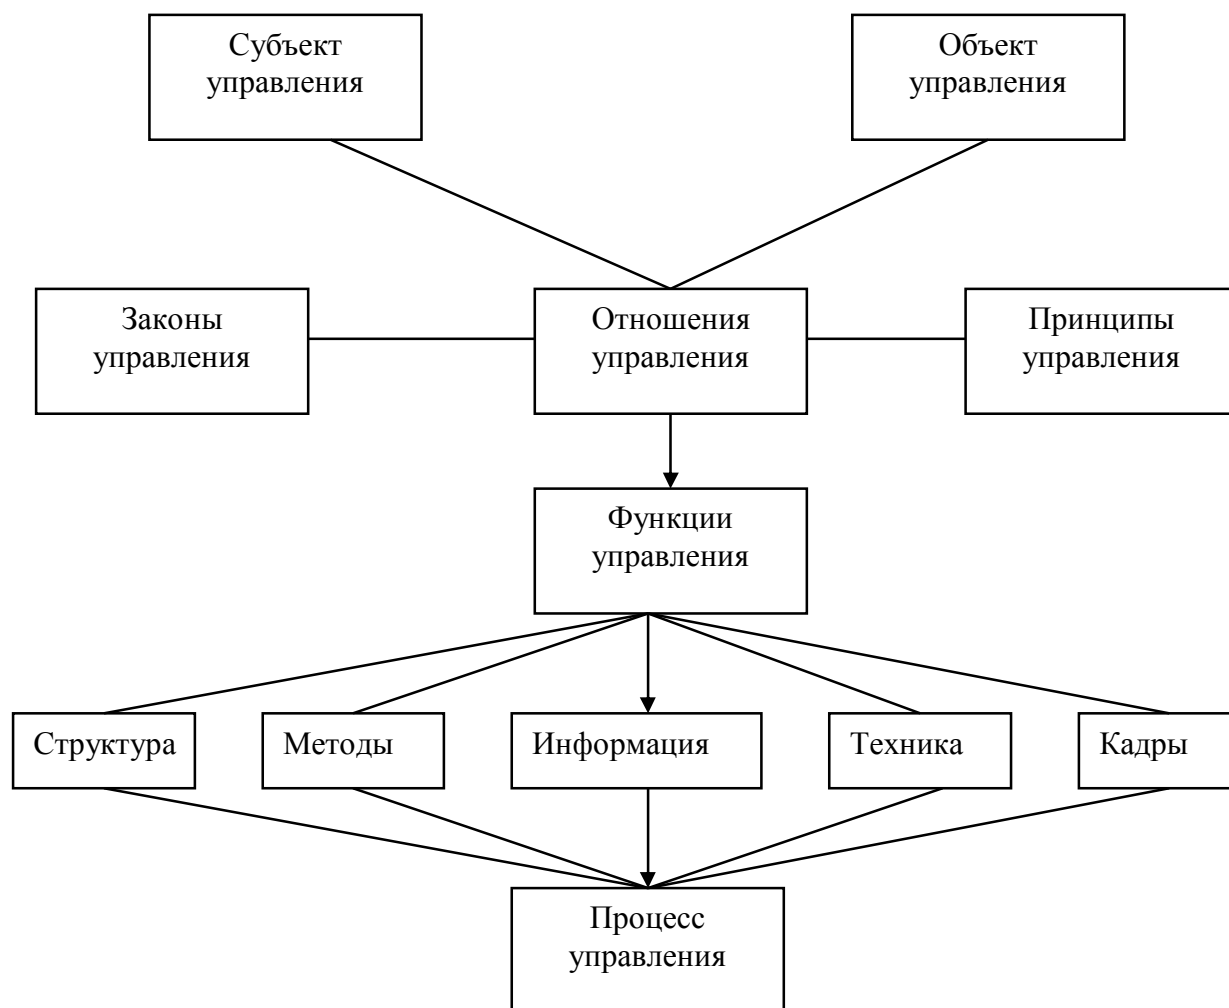 Субъект
управления
Объект
управления
Законы
управления
Отношения
управления
Принципы
управления
Функции
управления
Структура
Методы
Информация
Техника
Кадры
Процесс
управления